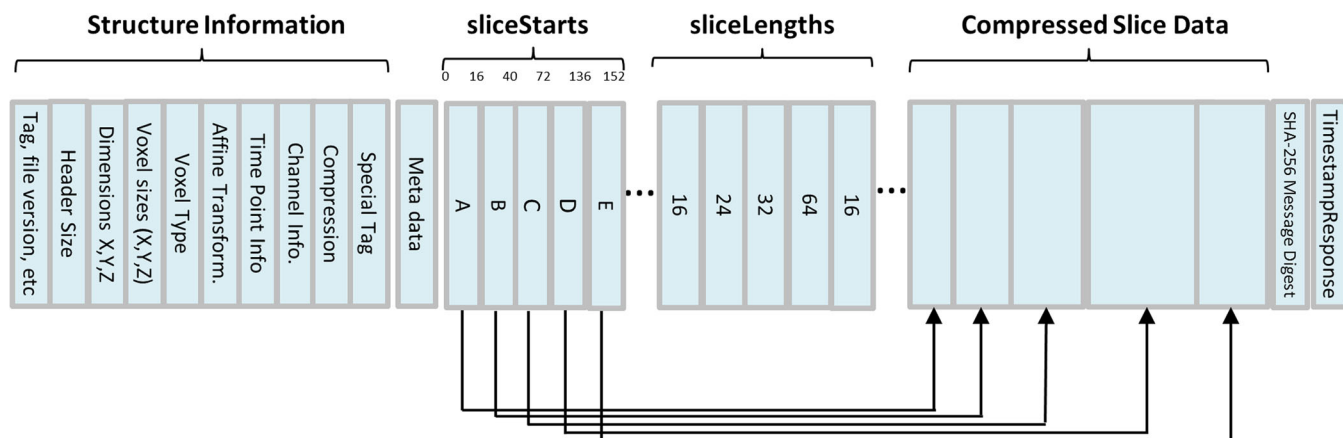 Structure Information
sliceStarts
sliceLengths
Compressed Slice Data
0 16 40 72 136 152
Tag, file version, etc
Header Size
Dimensions X,Y,Z
Voxel sizes (X,Y,Z)
Voxel Type
Affine Transform.
Time Point Info
Channel Info.
Compression
Special Tag
Meta data
A
B
C
D
E
...
16
24
32
64
16
...
SHA-256 Message Digest
TimestampResponse